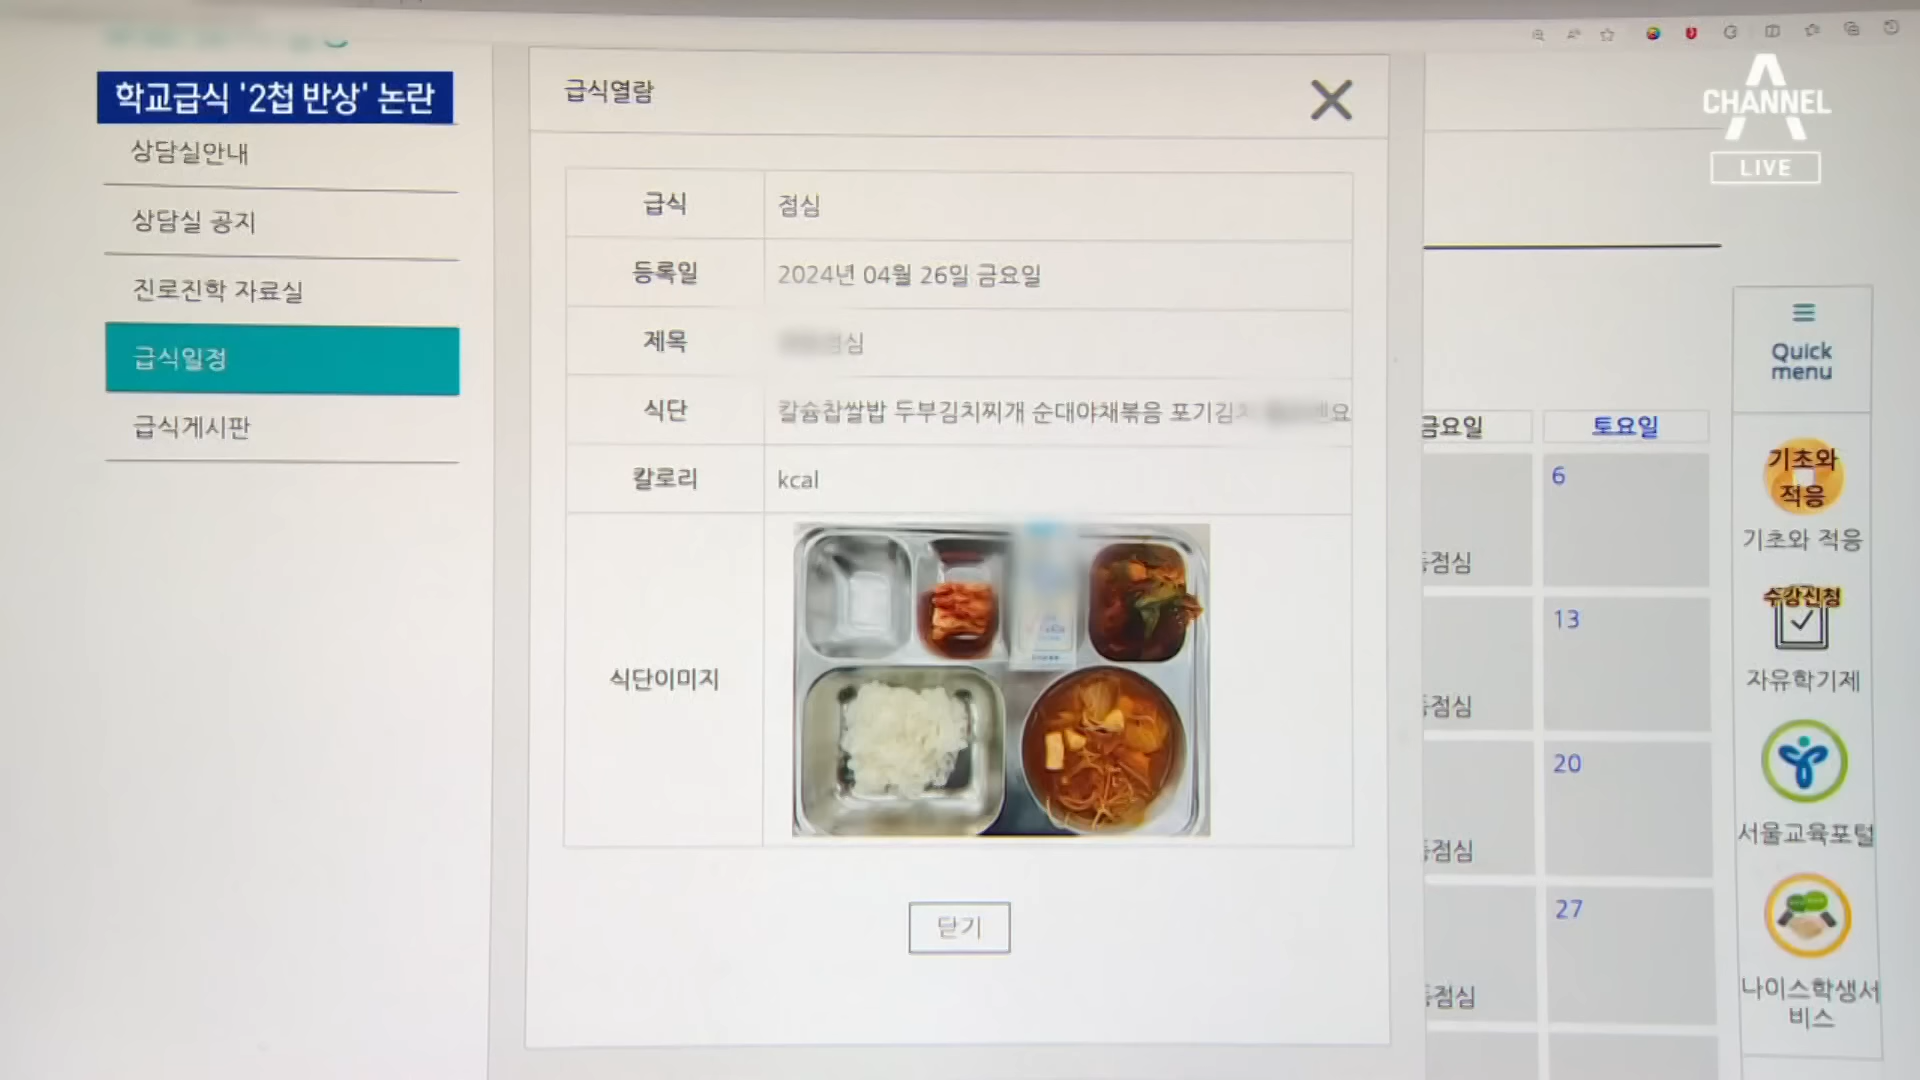 학교급식 '2첩 반상' 논란
CHANNEL
LIVE
상담실안내
상담실 공지
진로진학 자료실
급식일정
급식게시판
급식열람
급식 점심
등록일 2024년 04월 26일 금요일
제목
식단 칼슘찹쌀밥 두부김치찌개 순대야채볶음 포기김치
칼로리 kcal
식단이미지
닫기
금요일 토요일
6
점심
13
점심
20
점심
27
점심
Quick
menu
기초와
적응
기초와 적응
수강신청
자유학기제
서울교육포털
나이스학생서
비스